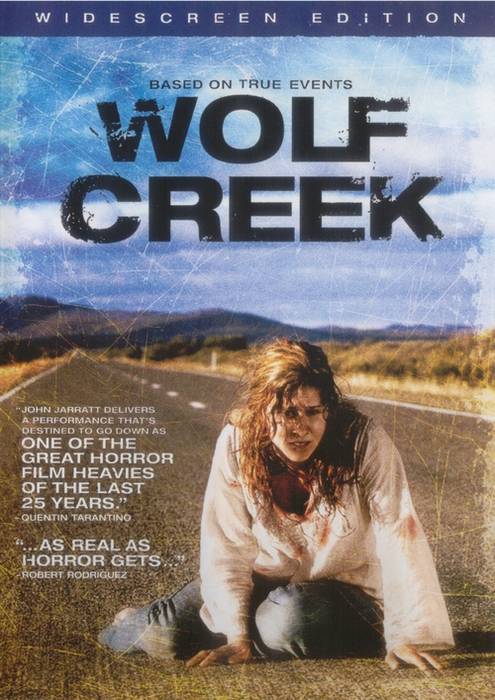 WIDESCREEN EDITION
BASED ON TRUE EVENTS
WOLF
CREEK
"JOHN JARRATT DELIVERS
A PERFORMANCE THAT'S
DESTINED TO GO DOWN AS
ONE OF THE
GREAT HORROR
FILM HEAVIES
OF THE LAST
25 YEARS."
- QUENTIN TARANTINO
"...AS REAL AS
HORROR GETS..."
ROBERT RODRIGUEZ